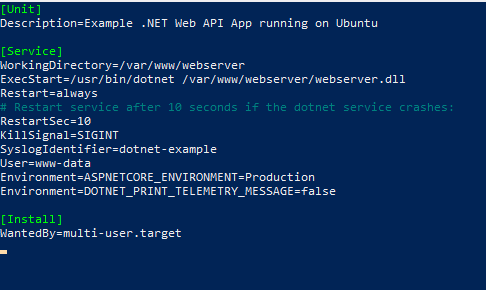 [Unit]
Description=Example .NET Web API App running on Ubuntu
[Service]
WorkingDirectory=/var/www/webserver
ExecStart=/usr/bin/dotnet /var/www/webserver/webserver.dll
Restart=always
# Restart service after 10 seconds if the dotnet service crashes:
RestartSec=10
KillSignal=SIGINT
SyslogIdentifier=dotnet-example
User=www-data
Environment=ASPNETCORE_ENVIRONMENT=Production
Environment=DOTNET_PRINT_TELEMETRY_MESSAGE=false
[Install]
WantedBy=multi-user.target